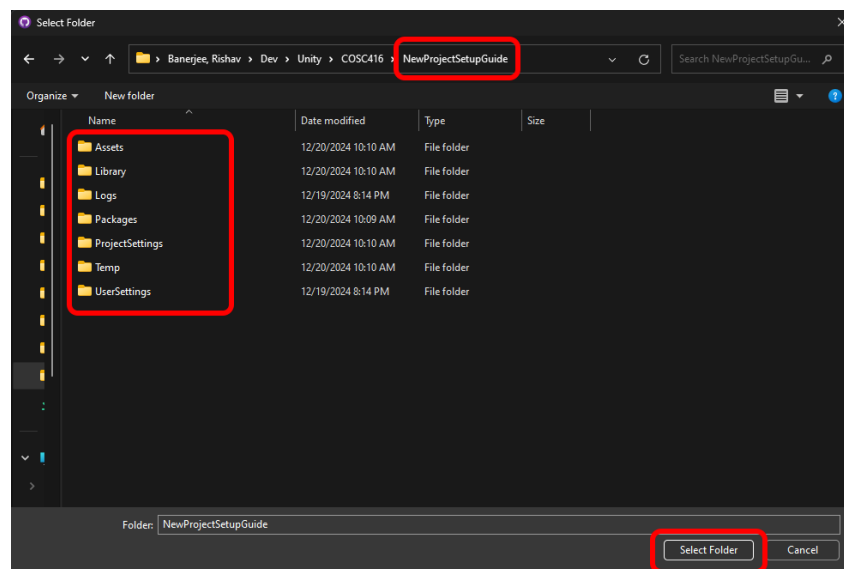 Select Folder
Banerjee, Rishav > Dev > Unity > COSC416 > NewProjectSetupGuide
Search NewProjectSetupGu...
Organize New folder
Name Date modified Type Size
Assets 12/20/2024 10:10 AM File folder
Library 12/20/2024 10:10 AM File folder
Logs 12/19/2024 8:14 PM File folder
Packages 12/20/2024 10:09 AM File folder
ProjectSettings 12/20/2024 10:10 AM File folder
Temp 12/20/2024 10:10 AM File folder
UserSettings 12/19/2024 8:14 PM File folder
Folder: NewProjectSetupGuide
Select Folder Cancel